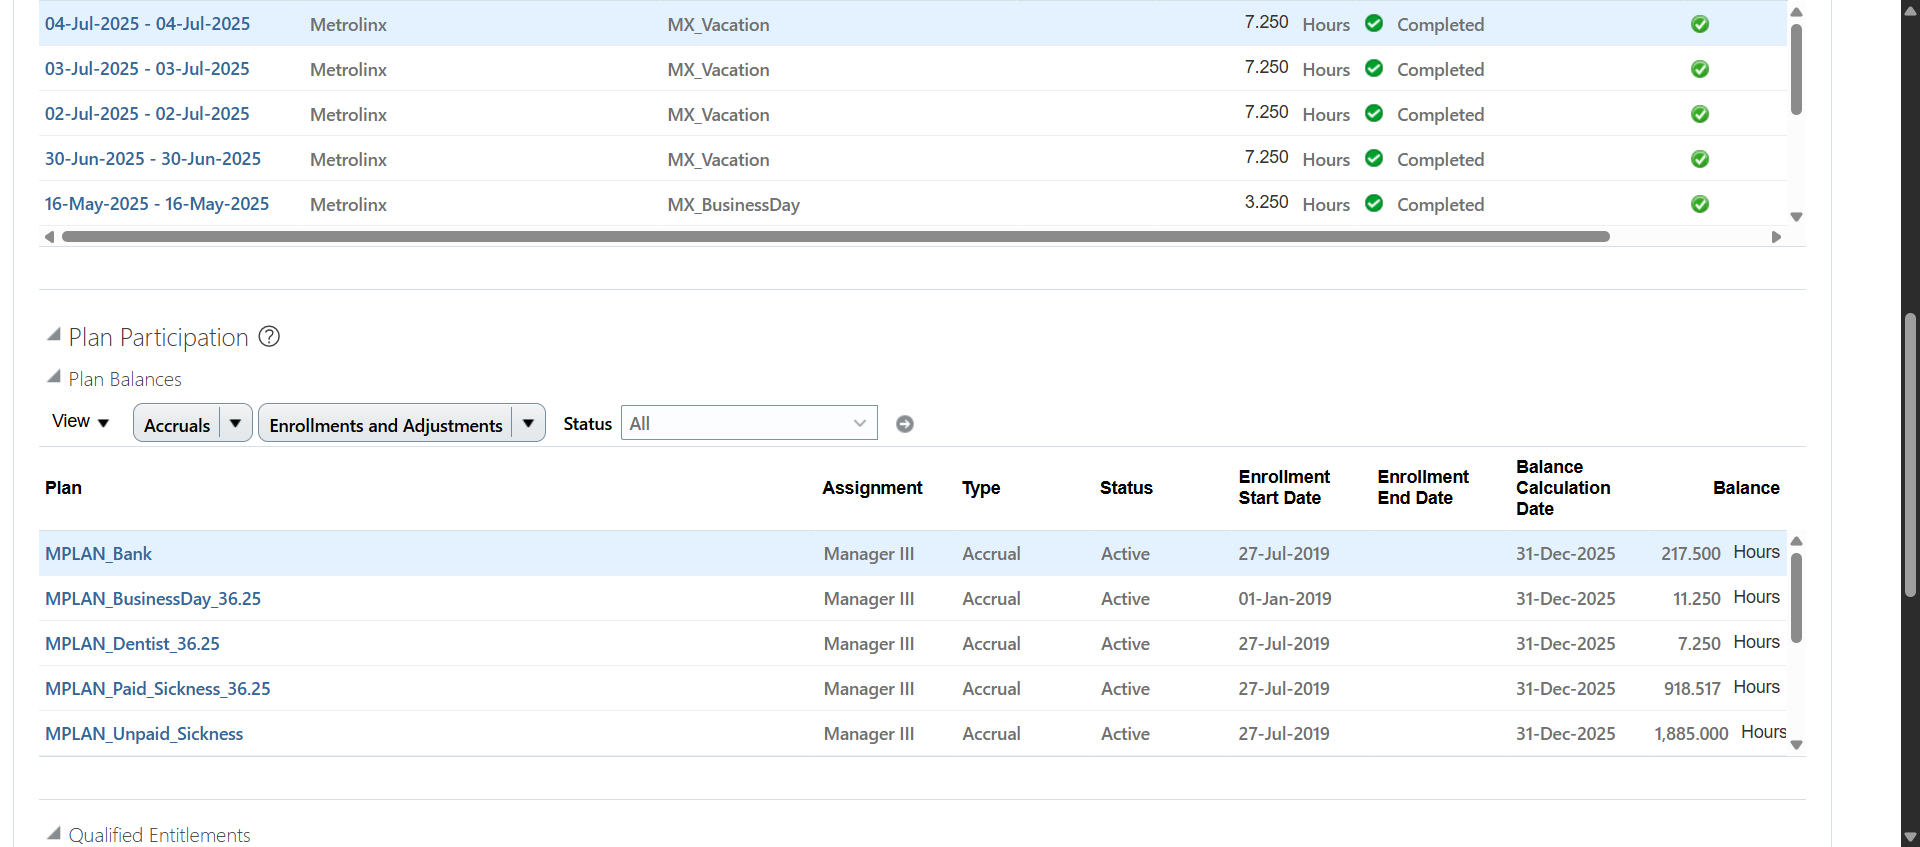 04-Jul-2025 - 04-Jul-2025 Metrolinx MX_Vacation 7.250 Hours Completed
03-Jul-2025 - 03-Jul-2025 Metrolinx MX_Vacation 7.250 Hours Completed
02-Jul-2025 - 02-Jul-2025 Metrolinx MX_Vacation 7.250 Hours Completed
30-Jun-2025 - 30-Jun-2025 Metrolinx MX_Vacation 7.250 Hours Completed
16-May-2025 - 16-May-2025 Metrolinx MX_BusinessDay 3.250 Hours Completed
Plan Participation ?
Plan Balances
View Accruals Enrollments and Adjustments Status All
Plan Assignment Type Status Enrollment Start Date Enrollment End Date Balance Calculation Date Balance
MPLAN_Bank Manager III Accrual Active 27-Jul-2019 31-Dec-2025 217.500 Hours
MPLAN_BusinessDay_36.25 Manager III Accrual Active 01-Jan-2019 31-Dec-2025 11.250 Hours
MPLAN_Dentist_36.25 Manager III Accrual Active 27-Jul-2019 31-Dec-2025 7.250 Hours
MPLAN_Paid_Sickness_36.25 Manager III Accrual Active 27-Jul-2019 31-Dec-2025 918.517 Hours
MPLAN_Unpaid_Sickness Manager III Accrual Active 27-Jul-2019 31-Dec-2025 1,885.000 Hours
Qualified Entitlements